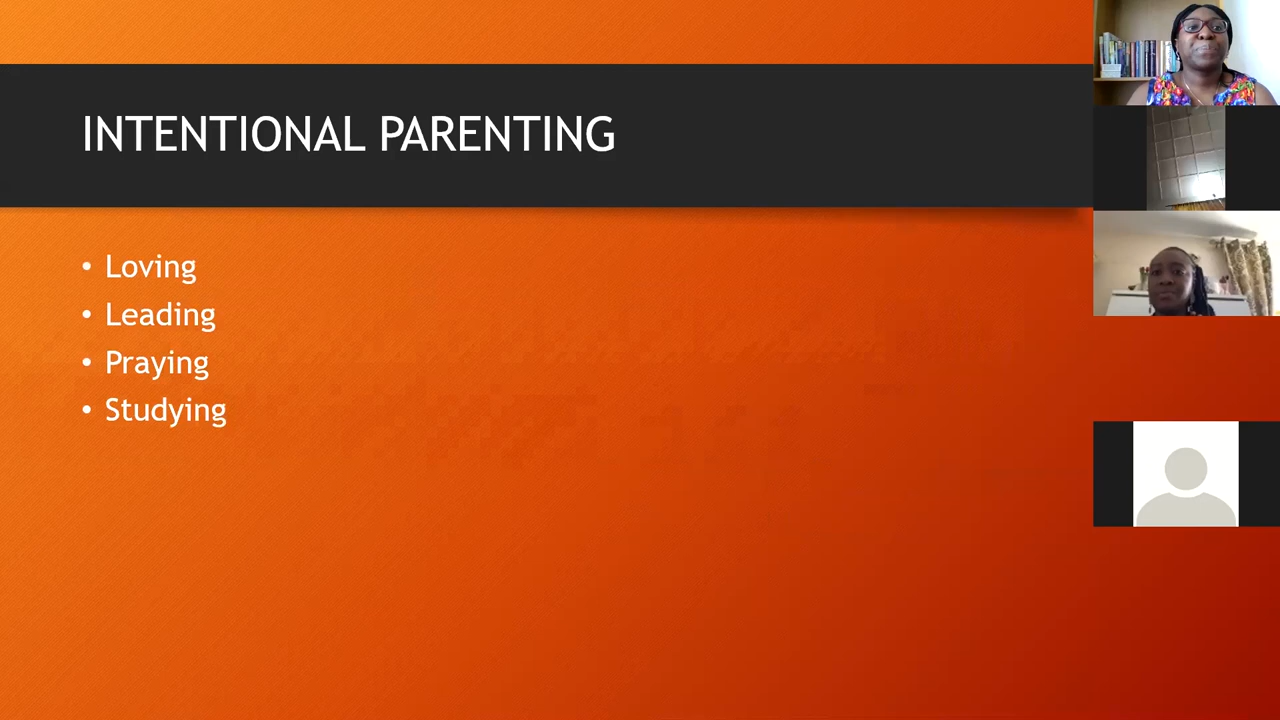 INTENTIONAL PARENTING
• Loving
• Leading
• Praying
• Studying